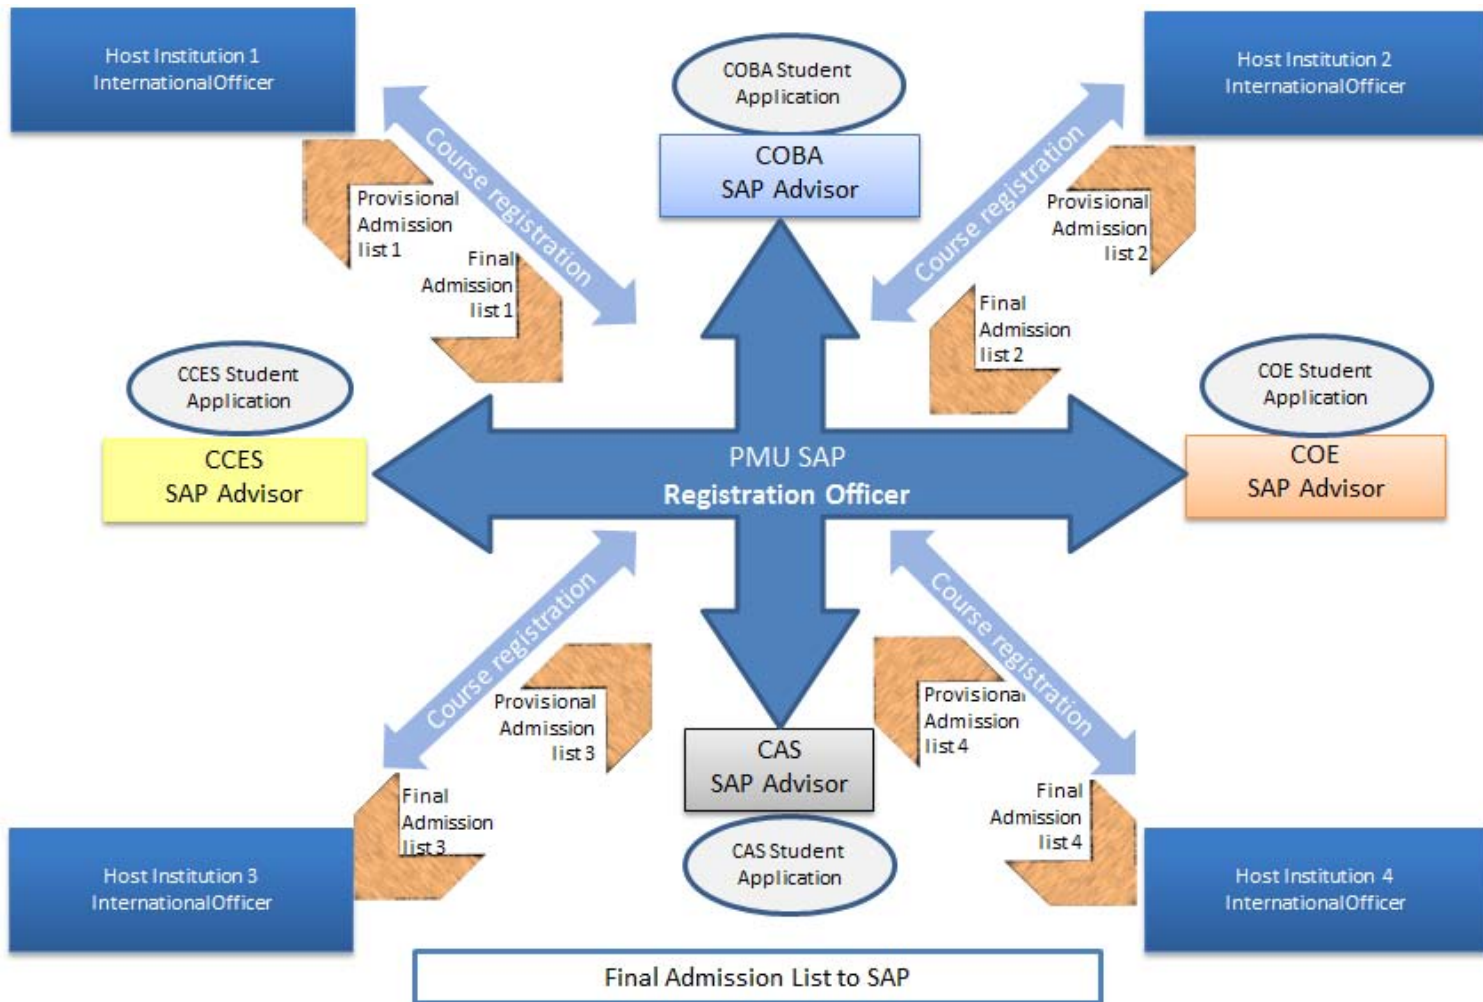 Host Institution 1
InternationalOfficer
COBA Student
Application
COBA
SAP Advisor
Host Institution 2
InternationalOfficer
Course registration
Provisional
Admission
list 1
Final
Admission
list 1
Course registration
Provisional
Admission
list 2
Final
Admission
list 2
CCES Student
Application
CCES
SAP Advisor
PMU SAP
Registration Officer
COE Student
Application
COE
SAP Advisor
Course registration
Provisional
Admission
list 3
Final
Admission
list 3
Course registration
Provisional
Admission
list 4
Final
Admission
list 4
CAS
SAP Advisor
CAS Student
Application
Host Institution 3
InternationalOfficer
Host Institution 4
InternationalOfficer
Final Admission List to SAP